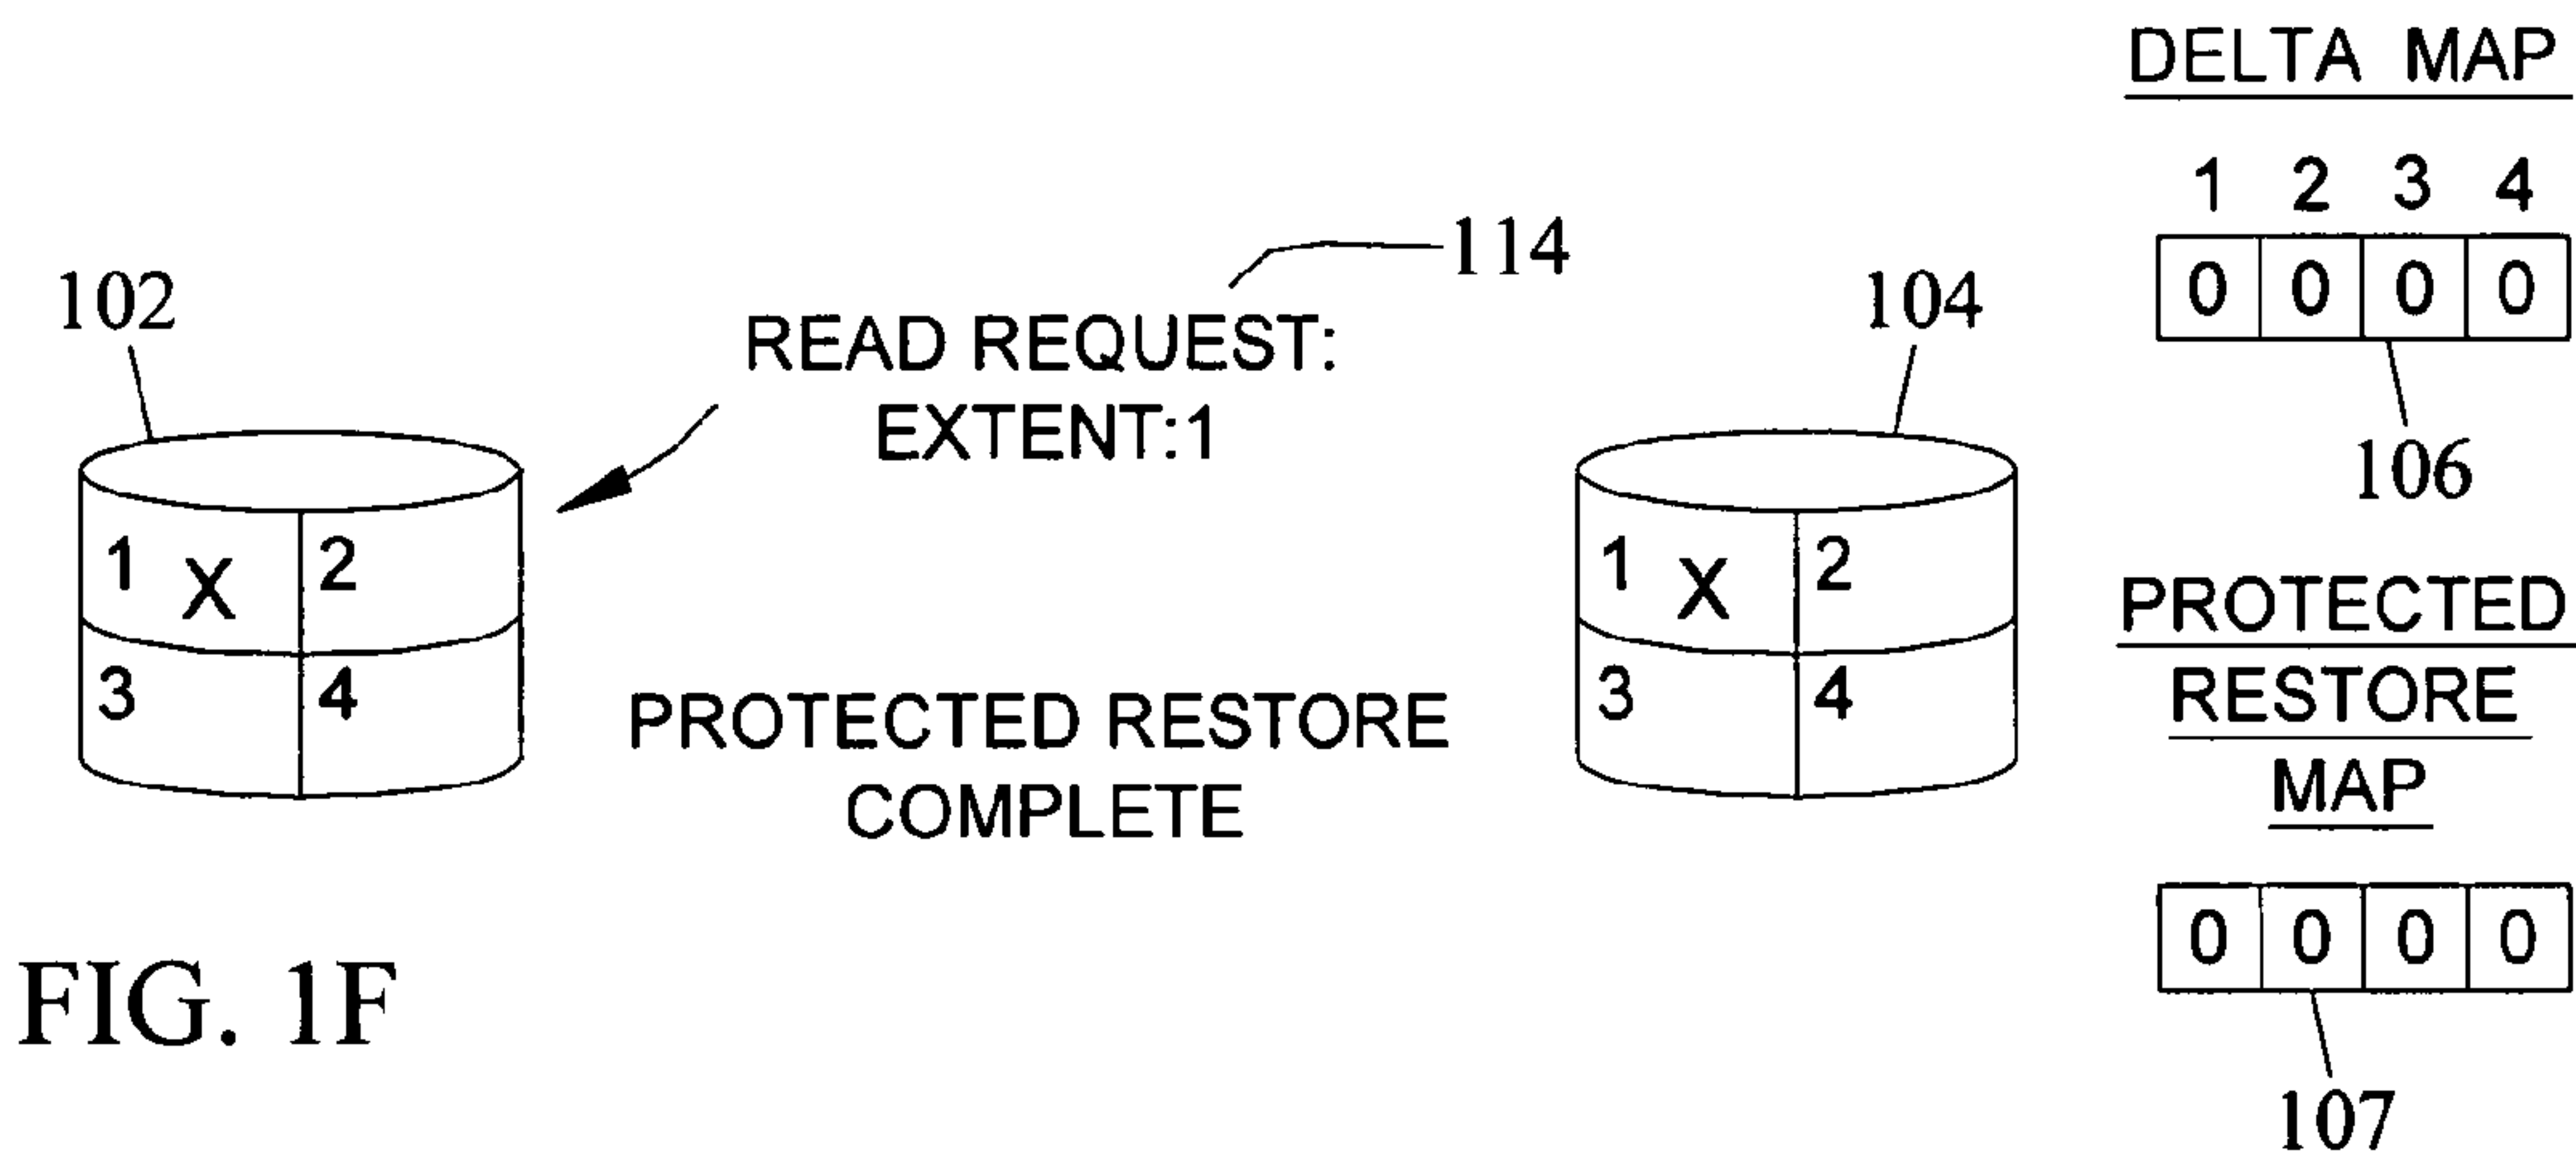 DELTA MAP
1 2 3 4
0 0 0 0
106
102
114
READ REQUEST:
EXTENT:1
104
1 X 2
3 4
PROTECTED RESTORE
COMPLETE
1 X 2
3 4
PROTECTED
RESTORE
MAP
0 0 0 0
107
FIG. 1F